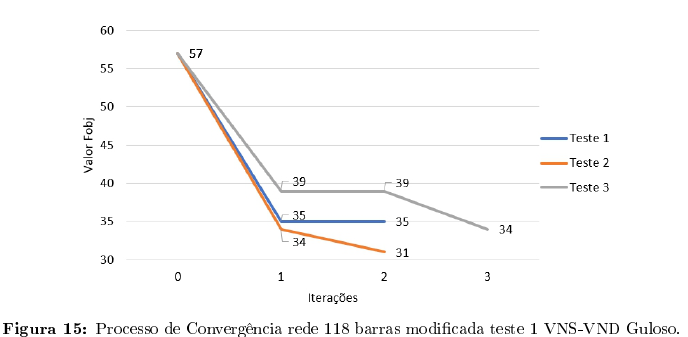 60
55
50
45
40
35
30
Valor Fobj
57
39
35
34
39
35
31
34
0 1 2 3
Iterações
Teste 1
Teste 2
Teste 3
Figura 15: Processo de Convergência rede 118 barras modificada teste 1 VNS-VND Guloso.